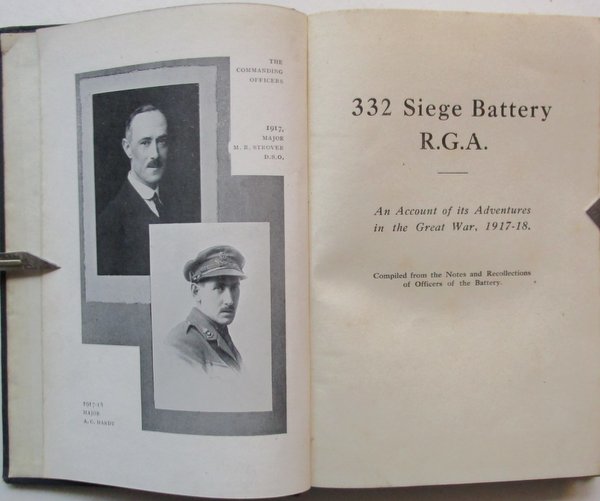 THE
COMMANDING
OFFICERS
1917,
MAJOR
M. R. STROVER
D.S.O.
1917-18
MAJOR
A. C. HARDY
332 Siege Battery
R.G.A.
An Account of its Adventures
in the Great War, 1917-18.
Compiled from the Notes and Recollections
of Officers of the Battery.